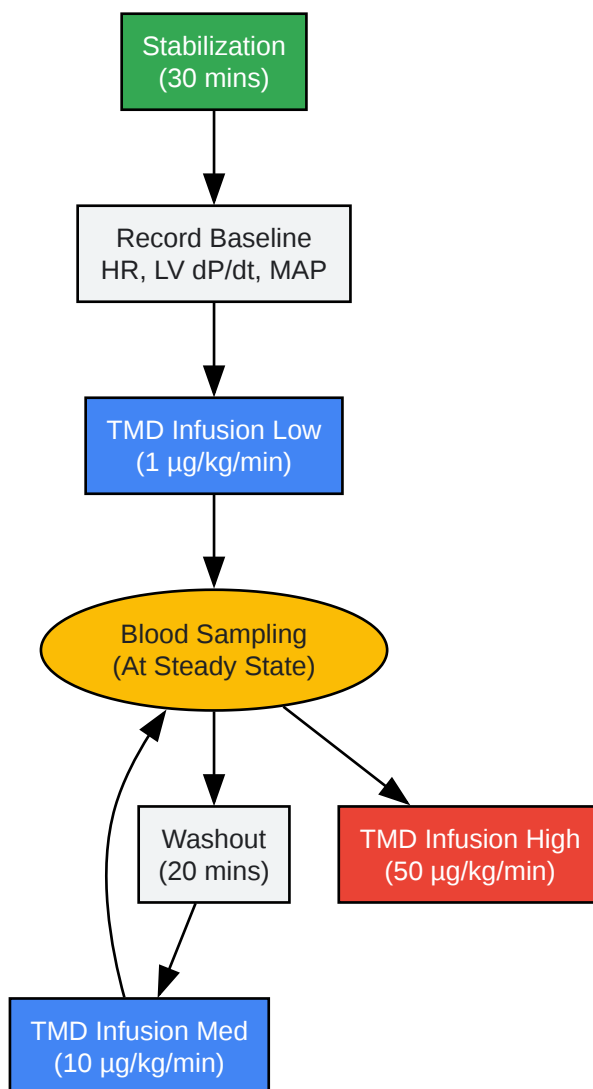 Stabilization
(30 mins)
Record Baseline
HR, LV dP/dt, MAP
TMD Infusion Low
(1 µg/kg/min)
Blood Sampling
(At Steady State)
Washout
(20 mins)
TMD Infusion High
(50 µg/kg/min)
TMD Infusion Med
(10 µg/kg/min)